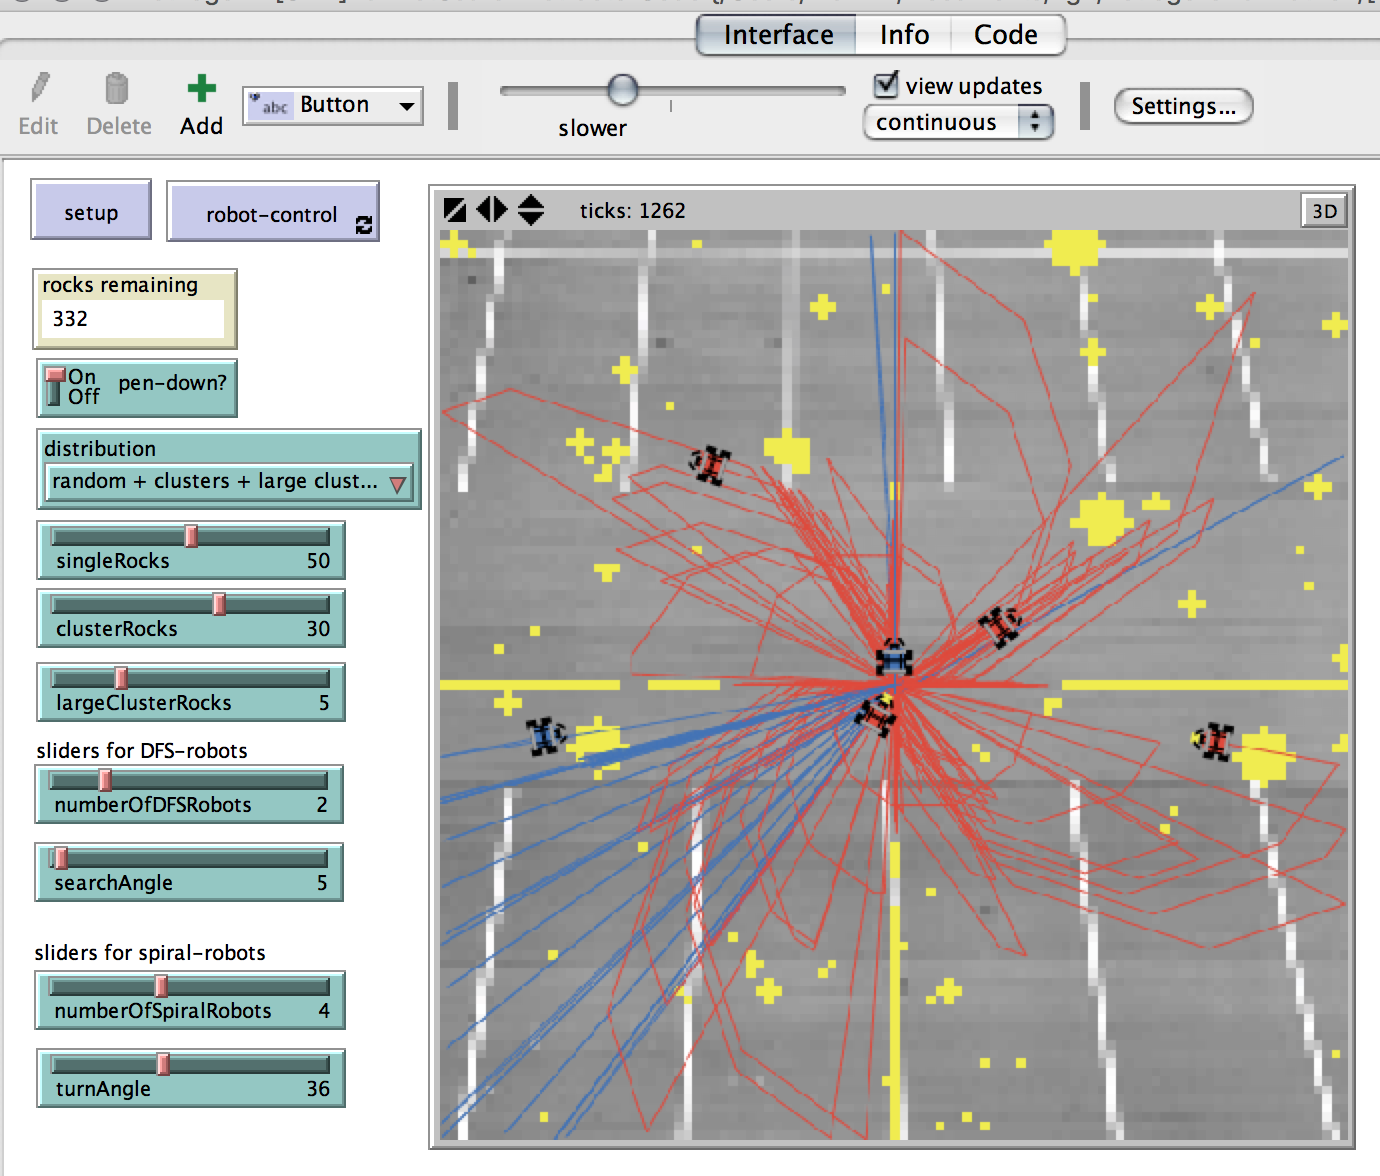 Interface Info Code
Edit Delete Add abc Button
slower
view updates
continuous
Settings...
setup
robot-control
ticks: 1262
3D
rocks remaining
332
On
Off
pen-down?
distribution
random + clusters + large clust...
singleRocks 50
clusterRocks 30
largeClusterRocks 5
sliders for DFS-robots
numberOfDFSRobots 2
searchAngle 5
sliders for spiral-robots
numberOfSpiralRobots 4
turnAngle 36